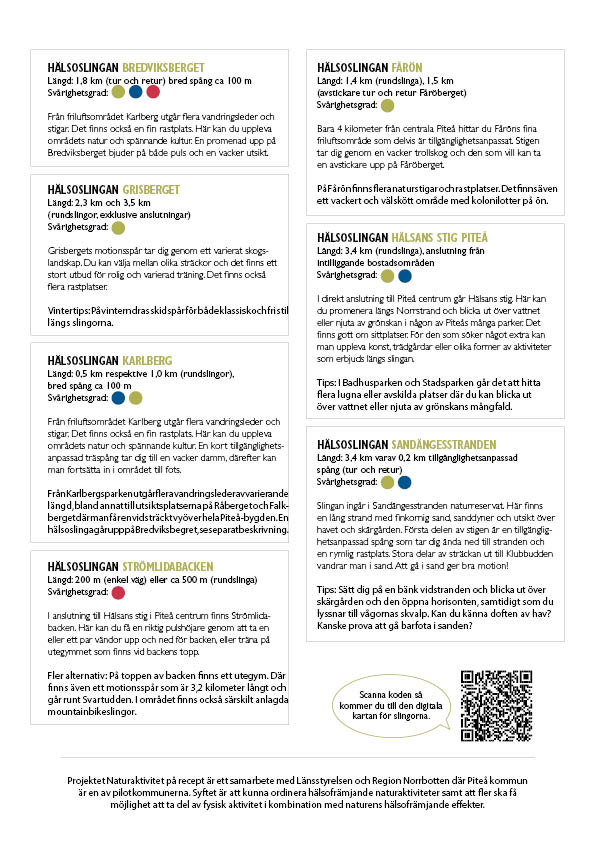 HÄLSOSLINGAN BREDVIKSBERGET
Längd: 1,8 km (tur och retur) bred spång ca 100 m
Svårighetsgrad:
Från friluftsområdet Karlberg utgår flera vandringsleder och
stigar. Det finns också en fin rastplats. Här kan du uppleva
områdets natur och spännande kultur. En promenad upp på
Bredviksberget bjuder på både puls och en vacker utsikt.
HÄLSOSLINGAN GRISBERGET
Längd: 2,3 km och 3,5 km
(rundslingor, exklusive anslutningar)
Svårighetsgrad:
Grisbergets motionsspår tar dig genom ett varierat skogs-
landskap. Du kan välja mellan olika sträckor och det finns ett
stort utbud för rolig och varierad träning. Det finns också
flera rastplatser.
Vintertips: På vintern dras skidspår för både klassisk och fri stil
längs slingorna.
HÄLSOSLINGAN KARLBERG
Längd: 0,5 km respektive 1,0 km (rundslingor),
bred spång ca 100 m
Svårighetsgrad:
Från friluftsområdet Karlberg utgår flera vandringsleder och
stigar. Det finns också en fin rastplats. Här kan du uppleva
områdets natur och spännande kultur. En kort tillgänglighets-
anpassad träspång tar dig till en vacker damm, därefter kan
man fortsätta in i området till fots.
Från Karlbergsparken utgår flera vandringsleder av varierande
längd, bland annat till utsiktsplatserna på Råberget och Falk-
berget där man får en vidsträckt vy över hela Piteå-bygden. En
hälsoslinga går upp på Bredviksbegret, se separat beskrivning.
HÄLSOSLINGAN STRÖMLIDABACKEN
Längd: 200 m (enkel väg) eller ca 500 m (rundslinga)
Svårighetsgrad:
I anslutning till Hälsans stig i Piteå centrum finns Strömlida-
backen. Här kan du få en riktig pulshöjare genom att ta en
eller ett par vändor upp och ned för backen, eller träna på
utegymmet som finns vid backens topp.
Fler alternativ: På toppen av backen finns ett utegym. Där
finns även ett motionsspår som är 3,2 kilometer långt och
går runt Svartudden. I området finns också särskilt anlagda
mountainbikeslingor.
HÄLSOSLINGAN FÅRÖN
Längd: 1,4 km (rundslinga), 1,5 km
(avstickare tur och retur Fåröberget)
Svårighetsgrad:
Bara 4 kilometer från centrala Piteå hittar du Fåröns fina
friluftsområde som delvis är tillgänglighetsanpassat. Stigen
tar dig genom en vacker trollskog och den som vill kan ta
en avstickare upp på Fåröberget.
På Fårön finns flera naturstigar och rastplatser. Det finns även
ett vackert och välskött område med kolonilotter på ön.
HÄLSOSLINGAN HÄLSANS STIG PITEÅ
Längd: 3,4 km (rundslinga), anslutning från
intilliggande bostadsområden
Svårighetsgrad:
I direkt anslutning till Piteå centrum går Hälsans stig. Här kan
du promenera längs Norrstrand och blicka ut över vattnet
eller njuta av grönskan i någon av Piteås många parker. Det
finns gott om sittplatser. För den som söker något extra kan
man uppleva konst, trädgårdar eller olika former av aktiviteter
som erbjuds längs slingan.
Tips: I Badhusparken och Stadsparken går det att hitta
flera lugna eller avskilda platser där du kan blicka ut
över vattnet eller njuta av grönskans mångfald.
HÄLSOSLINGAN SANDÄNGESSTRANDEN
Längd: 3,4 km varav 0,2 km tillgänglighetsanpassad
spång (tur och retur)
Svårighetsgrad:
Slingan ingår i Sandängesstranden naturreservat. Här finns
en lång strand med finkornig sand, sanddyner och utsikt över
havet och skärgården. Första delen av stigen är en tillgänglig-
hetsanpassad spång som tar dig ända ned till stranden och
en rymlig rastplats. Stora delar av sträckan ut till Klubbudden
vandrar man i sand. Att gå i sand ger bra motion!
Tips: Sätt dig på en bänk vidstranden och blicka ut över
skärgården och den öppna horisonten, samtidigt som du
lyssnar till vågornas skvalp. Kan du känna doften av hav?
Kanske prova att gå barfota i sanden?
Scanna koden så
kommer du till den digitala
kartan för slingorna.
Projektet Naturaktivitet på recept är ett samarbete med Länsstyrelsen och Region Norrbotten där Piteå kommun
är en av pilotkommunerna. Syftet är att kunna ordinera hälsofrämjande naturaktiviteter samt att fler ska få
möjlighet att ta del av fysisk aktivitet i kombination med naturens hälsofrämjande effekter.